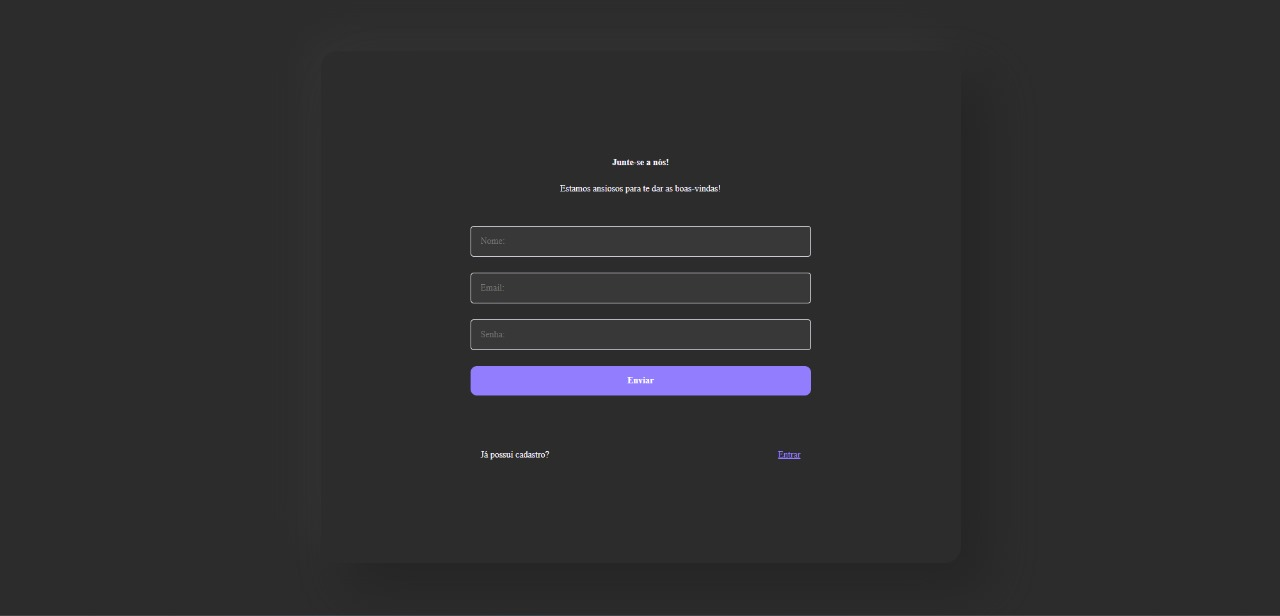 Junte-se a nós!
Estamos ansiosos para te dar as boas-vindas!
Nome:
Email:
Senha:
Enviar
Já possui cadastro? Entrar